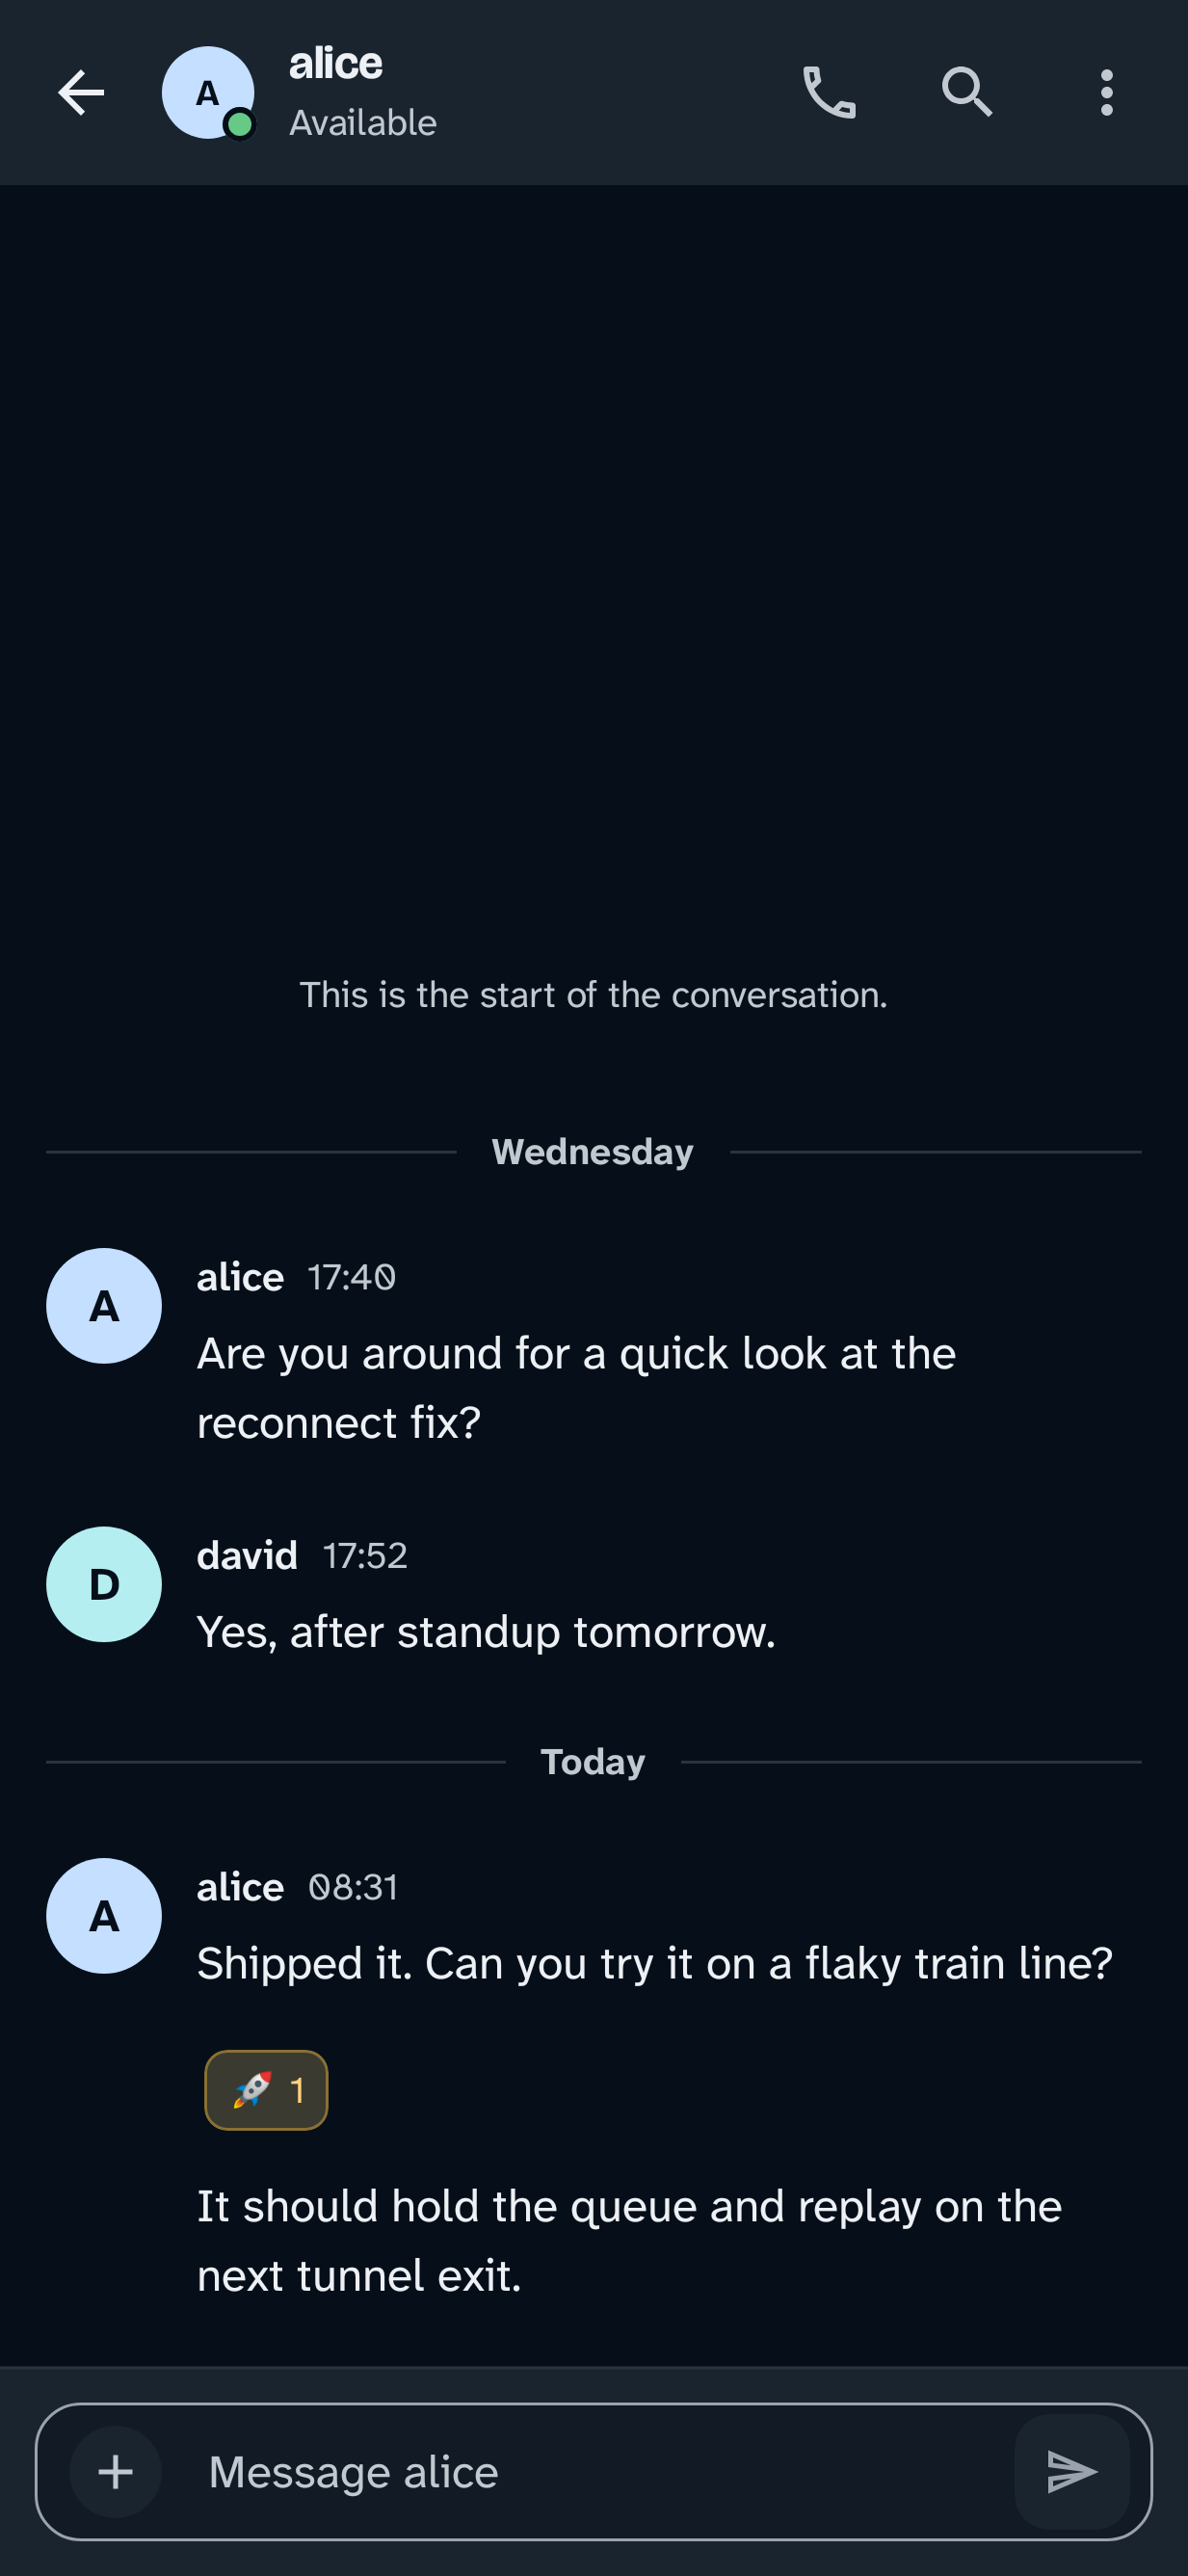 A
alice
Available
This is the start of the conversation.
Wednesday
A
alice 17:40
Are you around for a quick look at the
reconnect fix?
D
david 17:52
Yes, after standup tomorrow.
Today
A
alice 08:31
Shipped it. Can you try it on a flaky train line?
🚀 1
It should hold the queue and replay on the
next tunnel exit.
Message alice